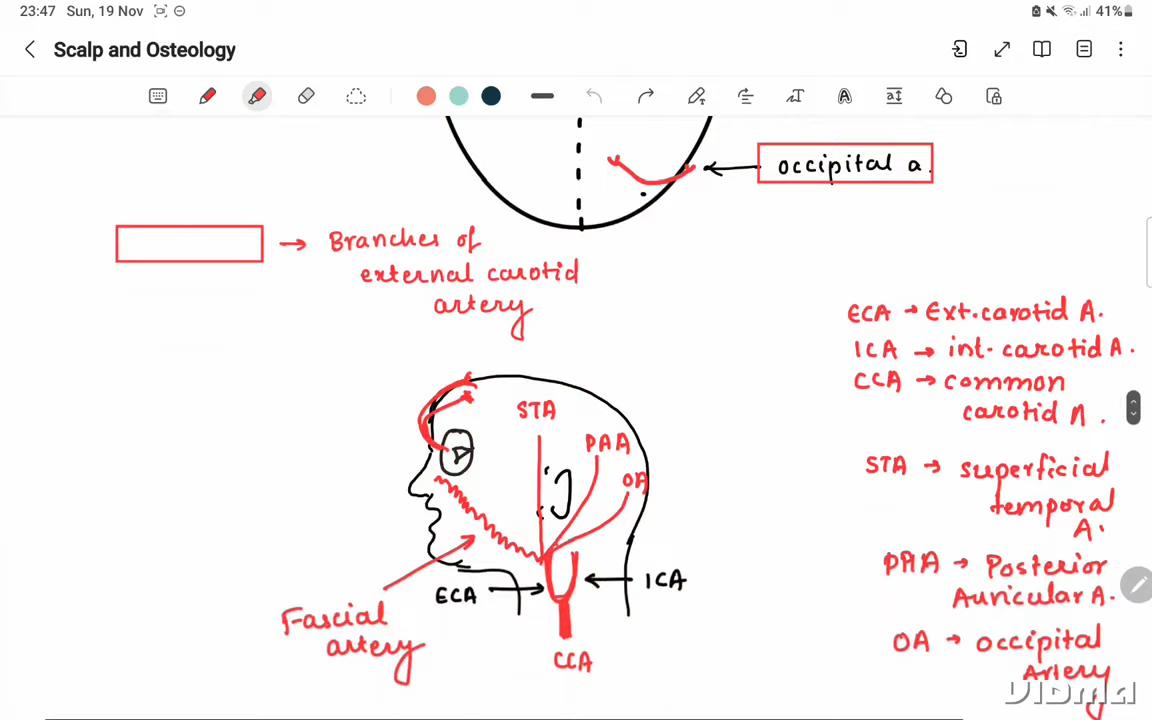 23:47 Sun, 19 Nov
41%
Scalp and Osteology
occipital a.
→ Branches of
external carotid
artery
ECA → Ext. carotid A.
ICA → int. carotid A.
CCA → common
carotid A.
STA → superficial
temporal
A.
PAA → Posterior
Auricular A.
OA → occipital
Artery
STA
PAA
OA
ECA
ICA
Fascial
artery
CCA
VIDMA